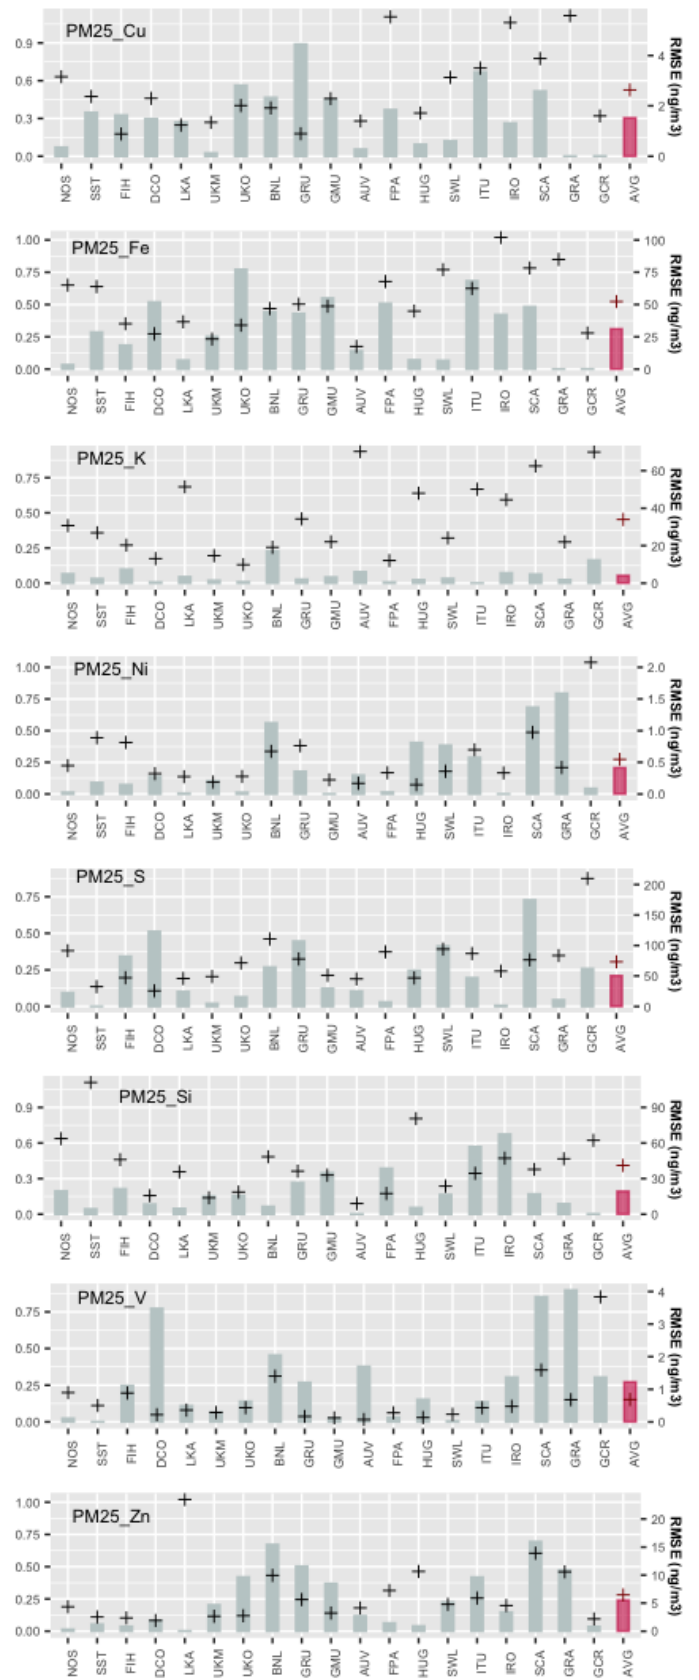 PM25_Cu
0.9
0.6
0.3
0.0
4
2
0
RMSE (ng/m3)
NOS SST FIH DCO LKA UKM UKO BNL GRU GMU AUV FPA HUG SWL ITU IRO SCA GRA GCR AVG
PM25_Fe
1.00
0.75
0.50
0.25
0.00
100
75
50
25
0
RMSE (ng/m3)
NOS SST FIH DCO LKA UKM UKO BNL GRU GMU AUV FPA HUG SWL ITU IRO SCA GRA GCR AVG
PM25_K
0.75
0.50
0.25
0.00
60
40
20
0
RMSE (ng/m3)
NOS SST FIH DCO LKA UKM UKO BNL GRU GMU AUV FPA HUG SWL ITU IRO SCA GRA GCR AVG
PM25_Ni
1.00
0.75
0.50
0.25
0.00
2.0
1.5
1.0
0.5
0.0
RMSE (ng/m3)
NOS SST FIH DCO LKA UKM UKO BNL GRU GMU AUV FPA HUG SWL ITU IRO SCA GRA GCR AVG
PM25_S
0.75
0.50
0.25
0.00
200
150
100
50
0
RMSE (ng/m3)
NOS SST FIH DCO LKA UKM UKO BNL GRU GMU AUV FPA HUG SWL ITU IRO SCA GRA GCR AVG
PM25_Si
0.9
0.6
0.3
0.0
90
60
30
0
RMSE (ng/m3)
NOS SST FIH DCO LKA UKM UKO BNL GRU GMU AUV FPA HUG SWL ITU IRO SCA GRA GCR AVG
PM25_V
0.75
0.50
0.25
0.00
4
3
2
1
0
RMSE (ng/m3)
NOS SST FIH DCO LKA UKM UKO BNL GRU GMU AUV FPA HUG SWL ITU IRO SCA GRA GCR AVG
PM25_Zn
1.00
0.75
0.50
0.25
0.00
20
15
10
5
0
RMSE (ng/m3)
NOS SST FIH DCO LKA UKM UKO BNL GRU GMU AUV FPA HUG SWL ITU IRO SCA GRA GCR AVG